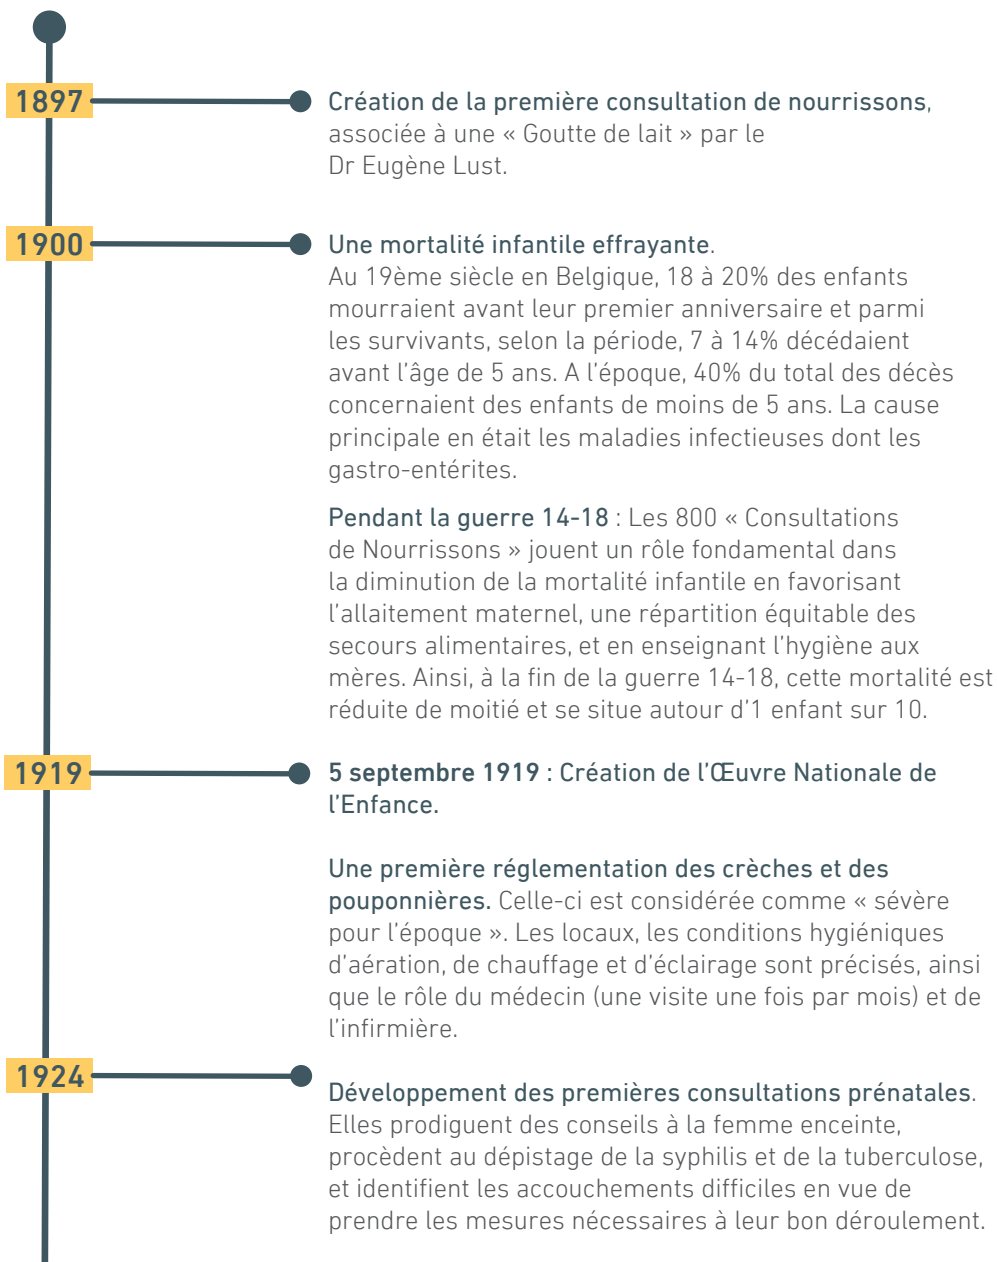 1897
Création de la première consultation de nourrissons,
associée à une « Goutte de lait » par le
Dr Eugène Lust.
1900
Une mortalité infantile effrayante.
Au 19ème siècle en Belgique, 18 à 20% des enfants
mourraient avant leur premier anniversaire et parmi
les survivants, selon la période, 7 à 14% décédaient
avant l’âge de 5 ans. A l’époque, 40% du total des décès
concernaient des enfants de moins de 5 ans. La cause
principale en était les maladies infectieuses dont les
gastro-entérites.
Pendant la guerre 14-18 : Les 800 « Consultations
de Nourrissons » jouent un rôle fondamental dans
la diminution de la mortalité infantile en favorisant
l’allaitement maternel, une répartition équitable des
secours alimentaires, et en enseignant l’hygiène aux
mères. Ainsi, à la fin de la guerre 14-18, cette mortalité est
réduite de moitié et se situe autour d’1 enfant sur 10.
1919
5 septembre 1919 : Création de l’Œuvre Nationale de
l’Enfance.
Une première réglementation des crèches et des
pouponnières. Celle-ci est considérée comme « sévère
pour l’époque ». Les locaux, les conditions hygiéniques
d’aération, de chauffage et d’éclairage sont précisés, ainsi
que le rôle du médecin (une visite une fois par mois) et de
l’infirmière.
1924
Développement des premières consultations prénatales.
Elles prodiguent des conseils à la femme enceinte,
procèdent au dépistage de la syphilis et de la tuberculose,
et identifient les accouchements difficiles en vue de
prendre les mesures nécessaires à leur bon déroulement.